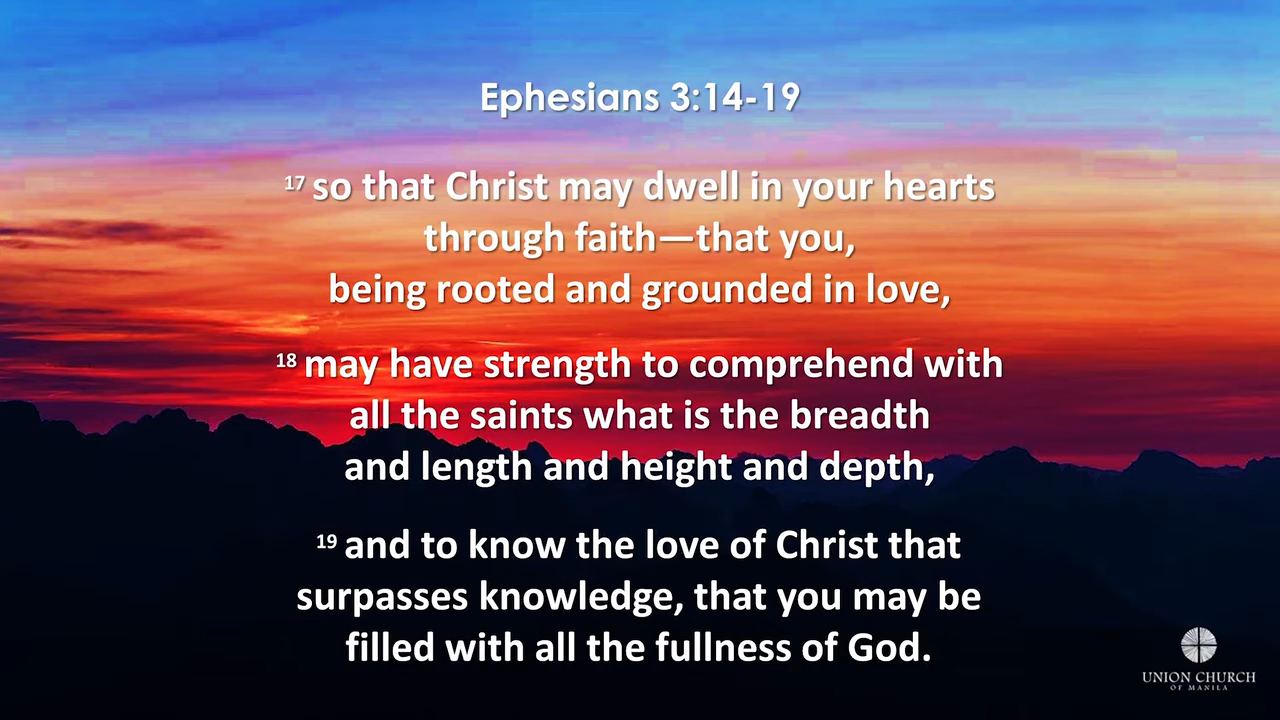 Ephesians 3:14-19
17 so that Christ may dwell in your hearts
through faith—that you,
being rooted and grounded in love,
18 may have strength to comprehend with
all the saints what is the breadth
and length and height and depth,
19 and to know the love of Christ that
surpasses knowledge, that you may be
filled with all the fullness of God.
UNION CHURCH
OF MANILA